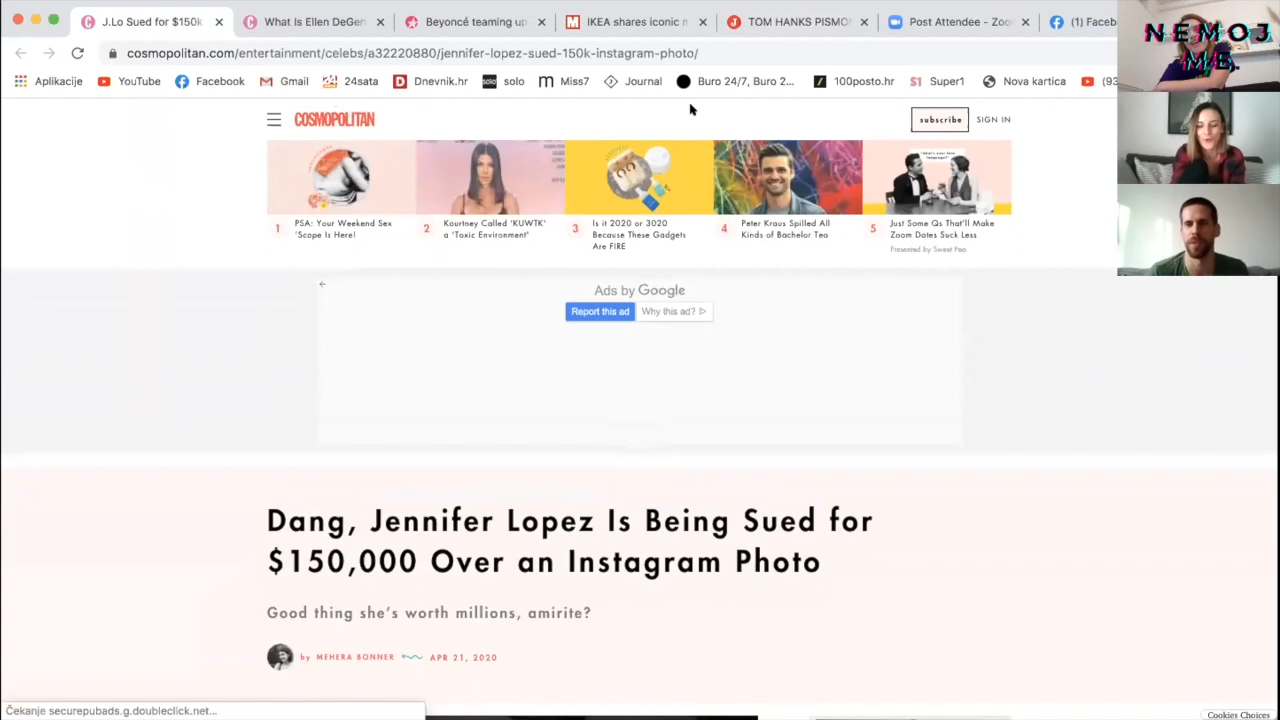 J.Lo Sued for $150k
What Is Ellen DeGen
Beyoncé teaming up
IKEA shares iconic m
TOM HANKS PISMO
Post Attendee - Zoo
(1) Faceb
cosmopolitan.com/entertainment/celebs/a32220880/jennifer-lopez-sued-150k-instagram-photo/
Aplikacije
YouTube
Facebook
Gmail
24sata
Dnevnik.hr
solo
Miss7
Journal
Buro 24/7, Buro 2...
100posto.hr
Super1
Nova kartica
(93
NEMOJ
ME.
COSMOPOLITAN
subscribe
SIGN IN
1 PSA: Your Weekend Sex
'Scope Is Here!
2 Kourtney Called 'KUWTK'
a 'Toxic Environment'
3 Is it 2020 or 3020
Because These Gadgets
Are FIRE
4 Peter Kraus Spilled All
Kinds of Bachelor Tea
5 Just Some Qs That'll Make
Zoom Dates Suck Less
Presented by Sweet Pea
Ads by Google
Report this ad
Why this ad?
Dang, Jennifer Lopez Is Being Sued for
$150,000 Over an Instagram Photo
Good thing she's worth millions, amirite?
by MEHERA BONNER APR 21, 2020
Čekanje securepubads.g.doubleclick.net...
Cookies Choices